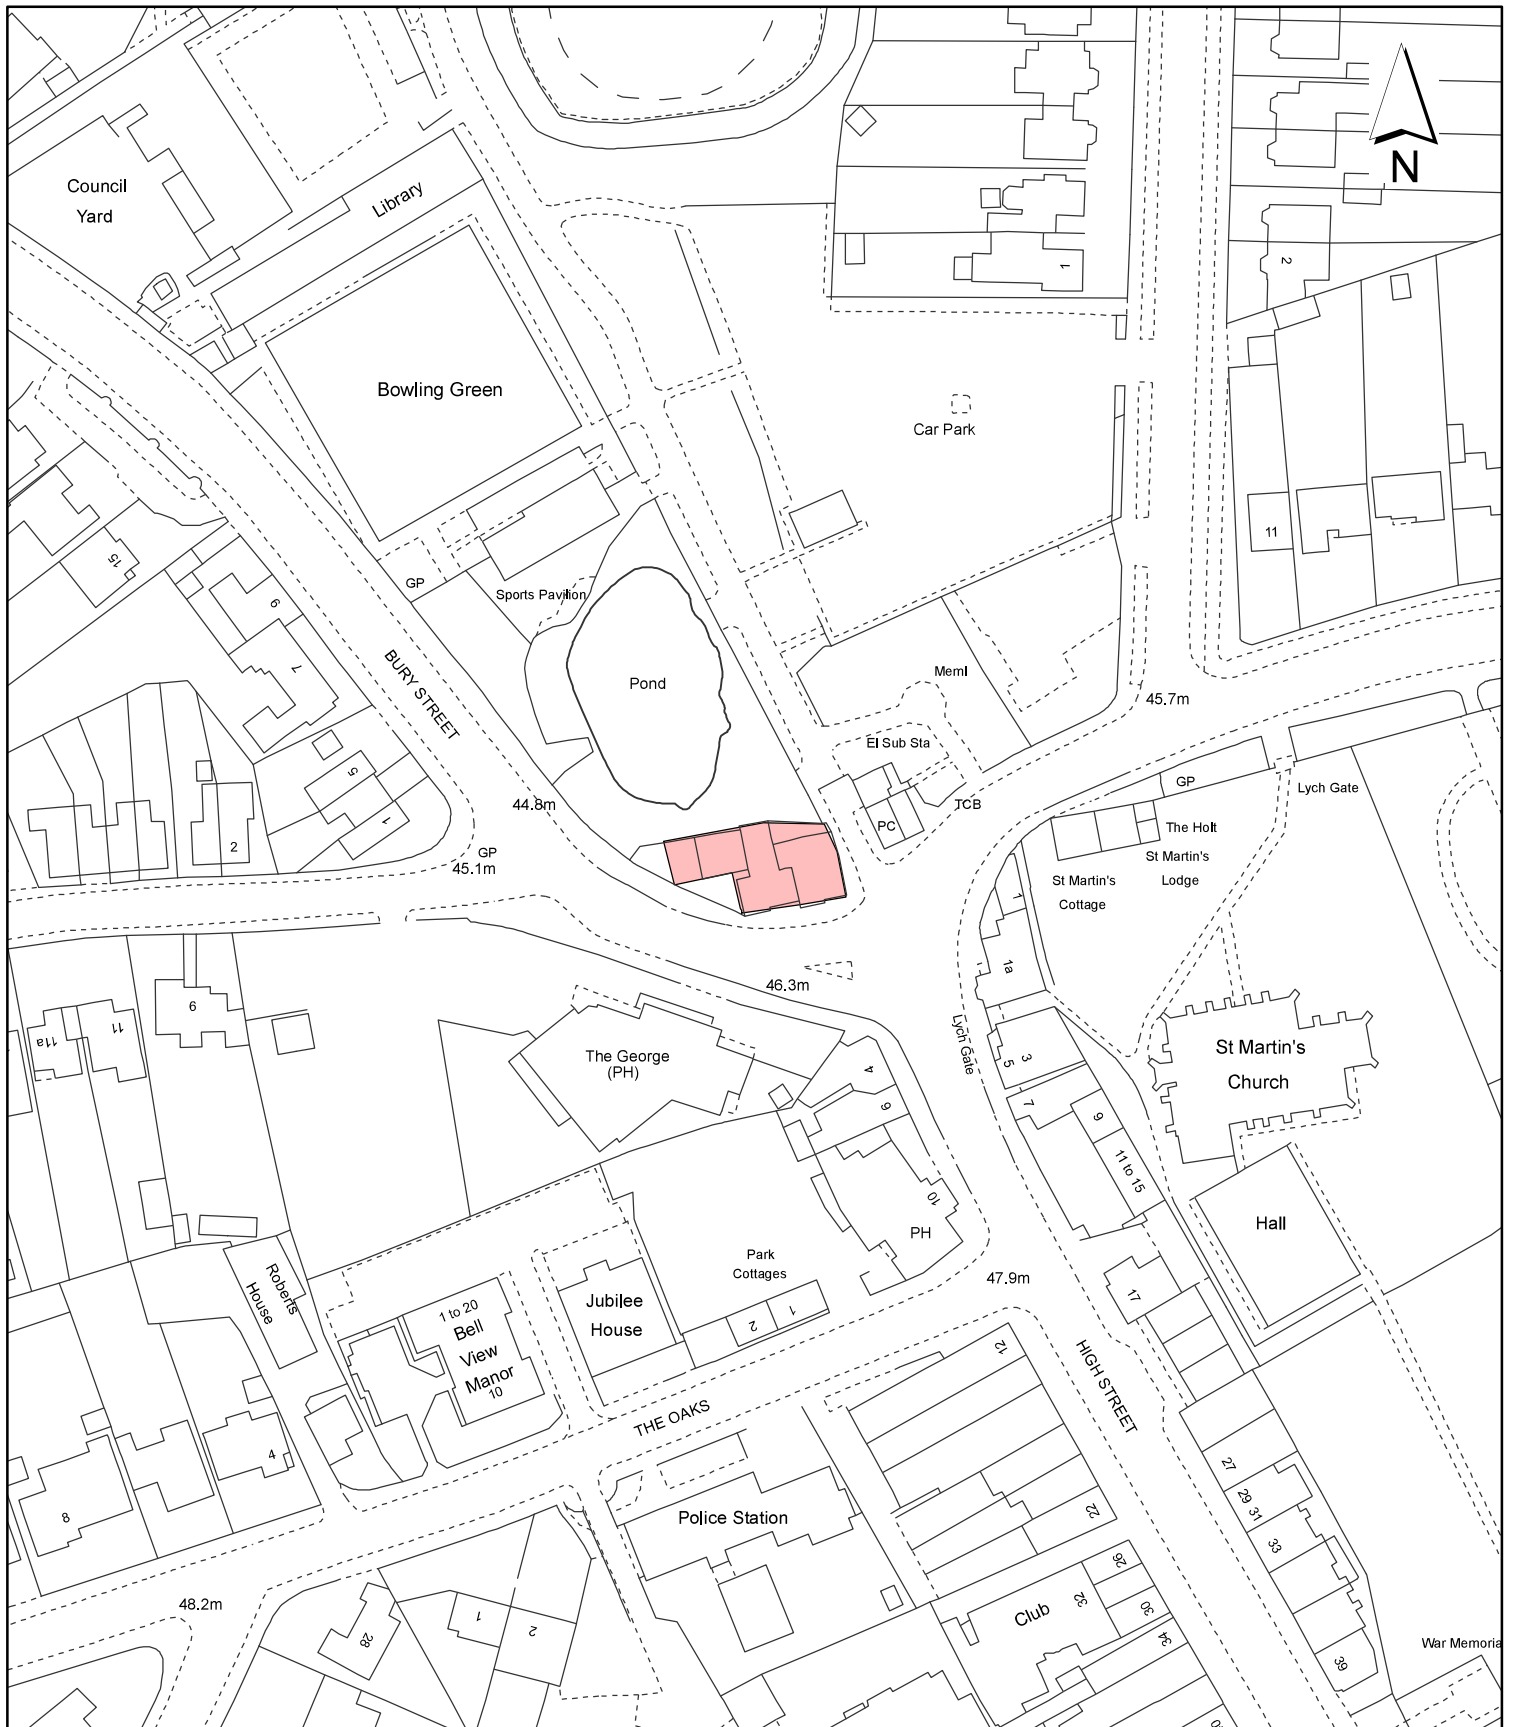 N
Council
Yard
Library
2
1
Bowling Green
Car Park
11
15
GP
Sports Pavilion
9
7
BURY STREET
Pond
Meml
45.7m
El Sub Sta
5
1
2
44.8m
GP
45.1m
TCB
PC
GP
Lych Gate
The Holt
St Martin's
Lodge
St Martin's
Cottage
1
1a
46.3m
6
11
11a
The George
(PH)
Lych Gate
3
5
St Martin's
Church
4
6
7
9
11 to 15
10
PH
Hall
Park
Cottages
47.9m
Roberts
House
1 to 20
Bell
View
Manor
10
Jubilee
House
2
1
17
12
HIGH STREET
THE OAKS
4
8
Police Station
22
27
29
31
33
26
30
32
34
Club
48.2m
28
1
2
39
War Memoria